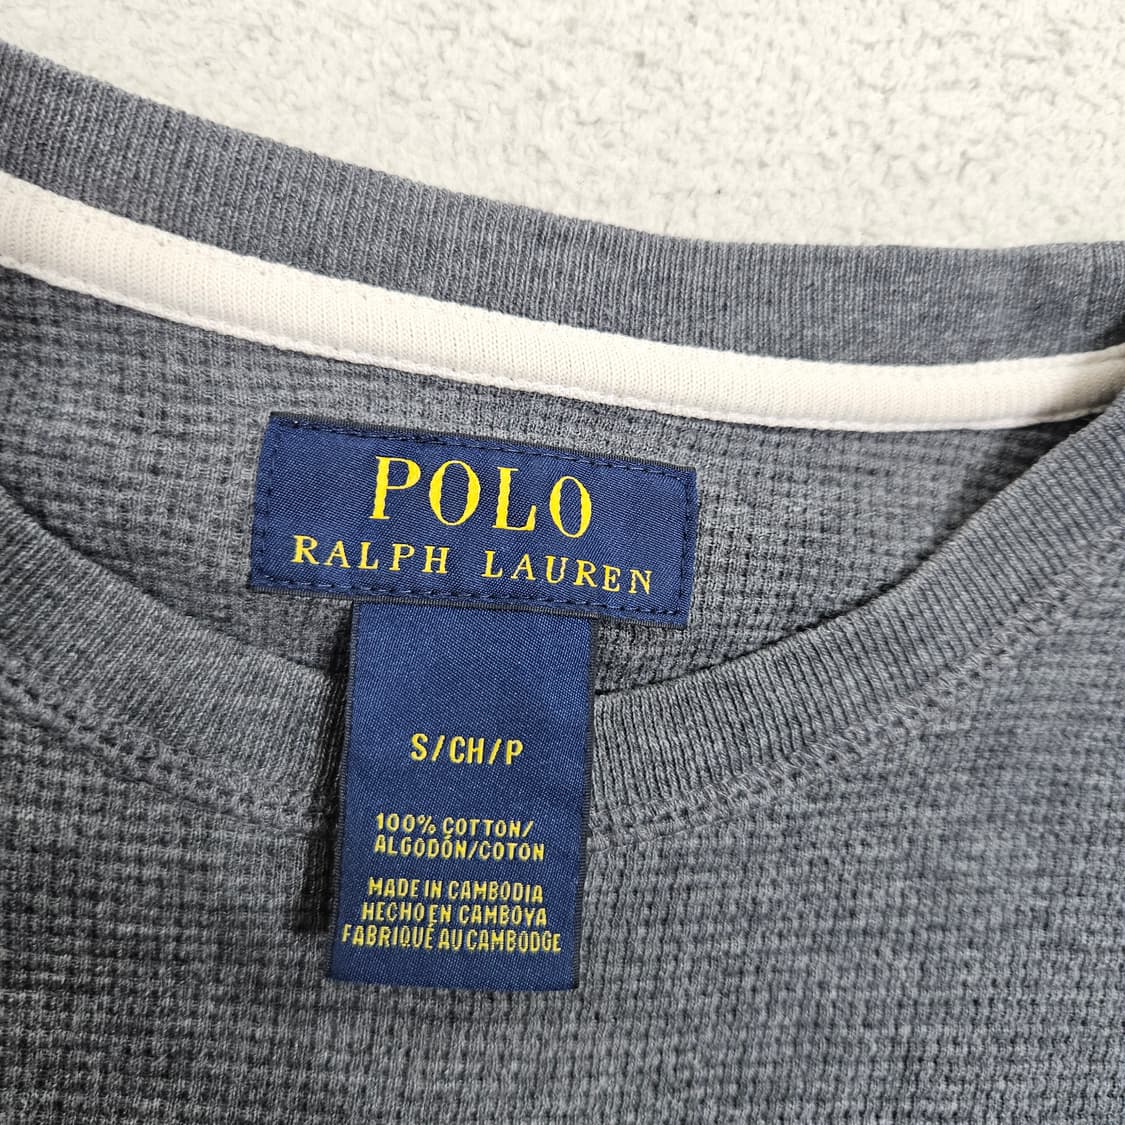 POLO
RALPH LAUREN
S/CH/P
100% COTTON/
ALGODÓN/COTON
MADE IN CAMBODIA
HECHO EN CAMBOYA
FABRIQUÉ AU CAMBODGE